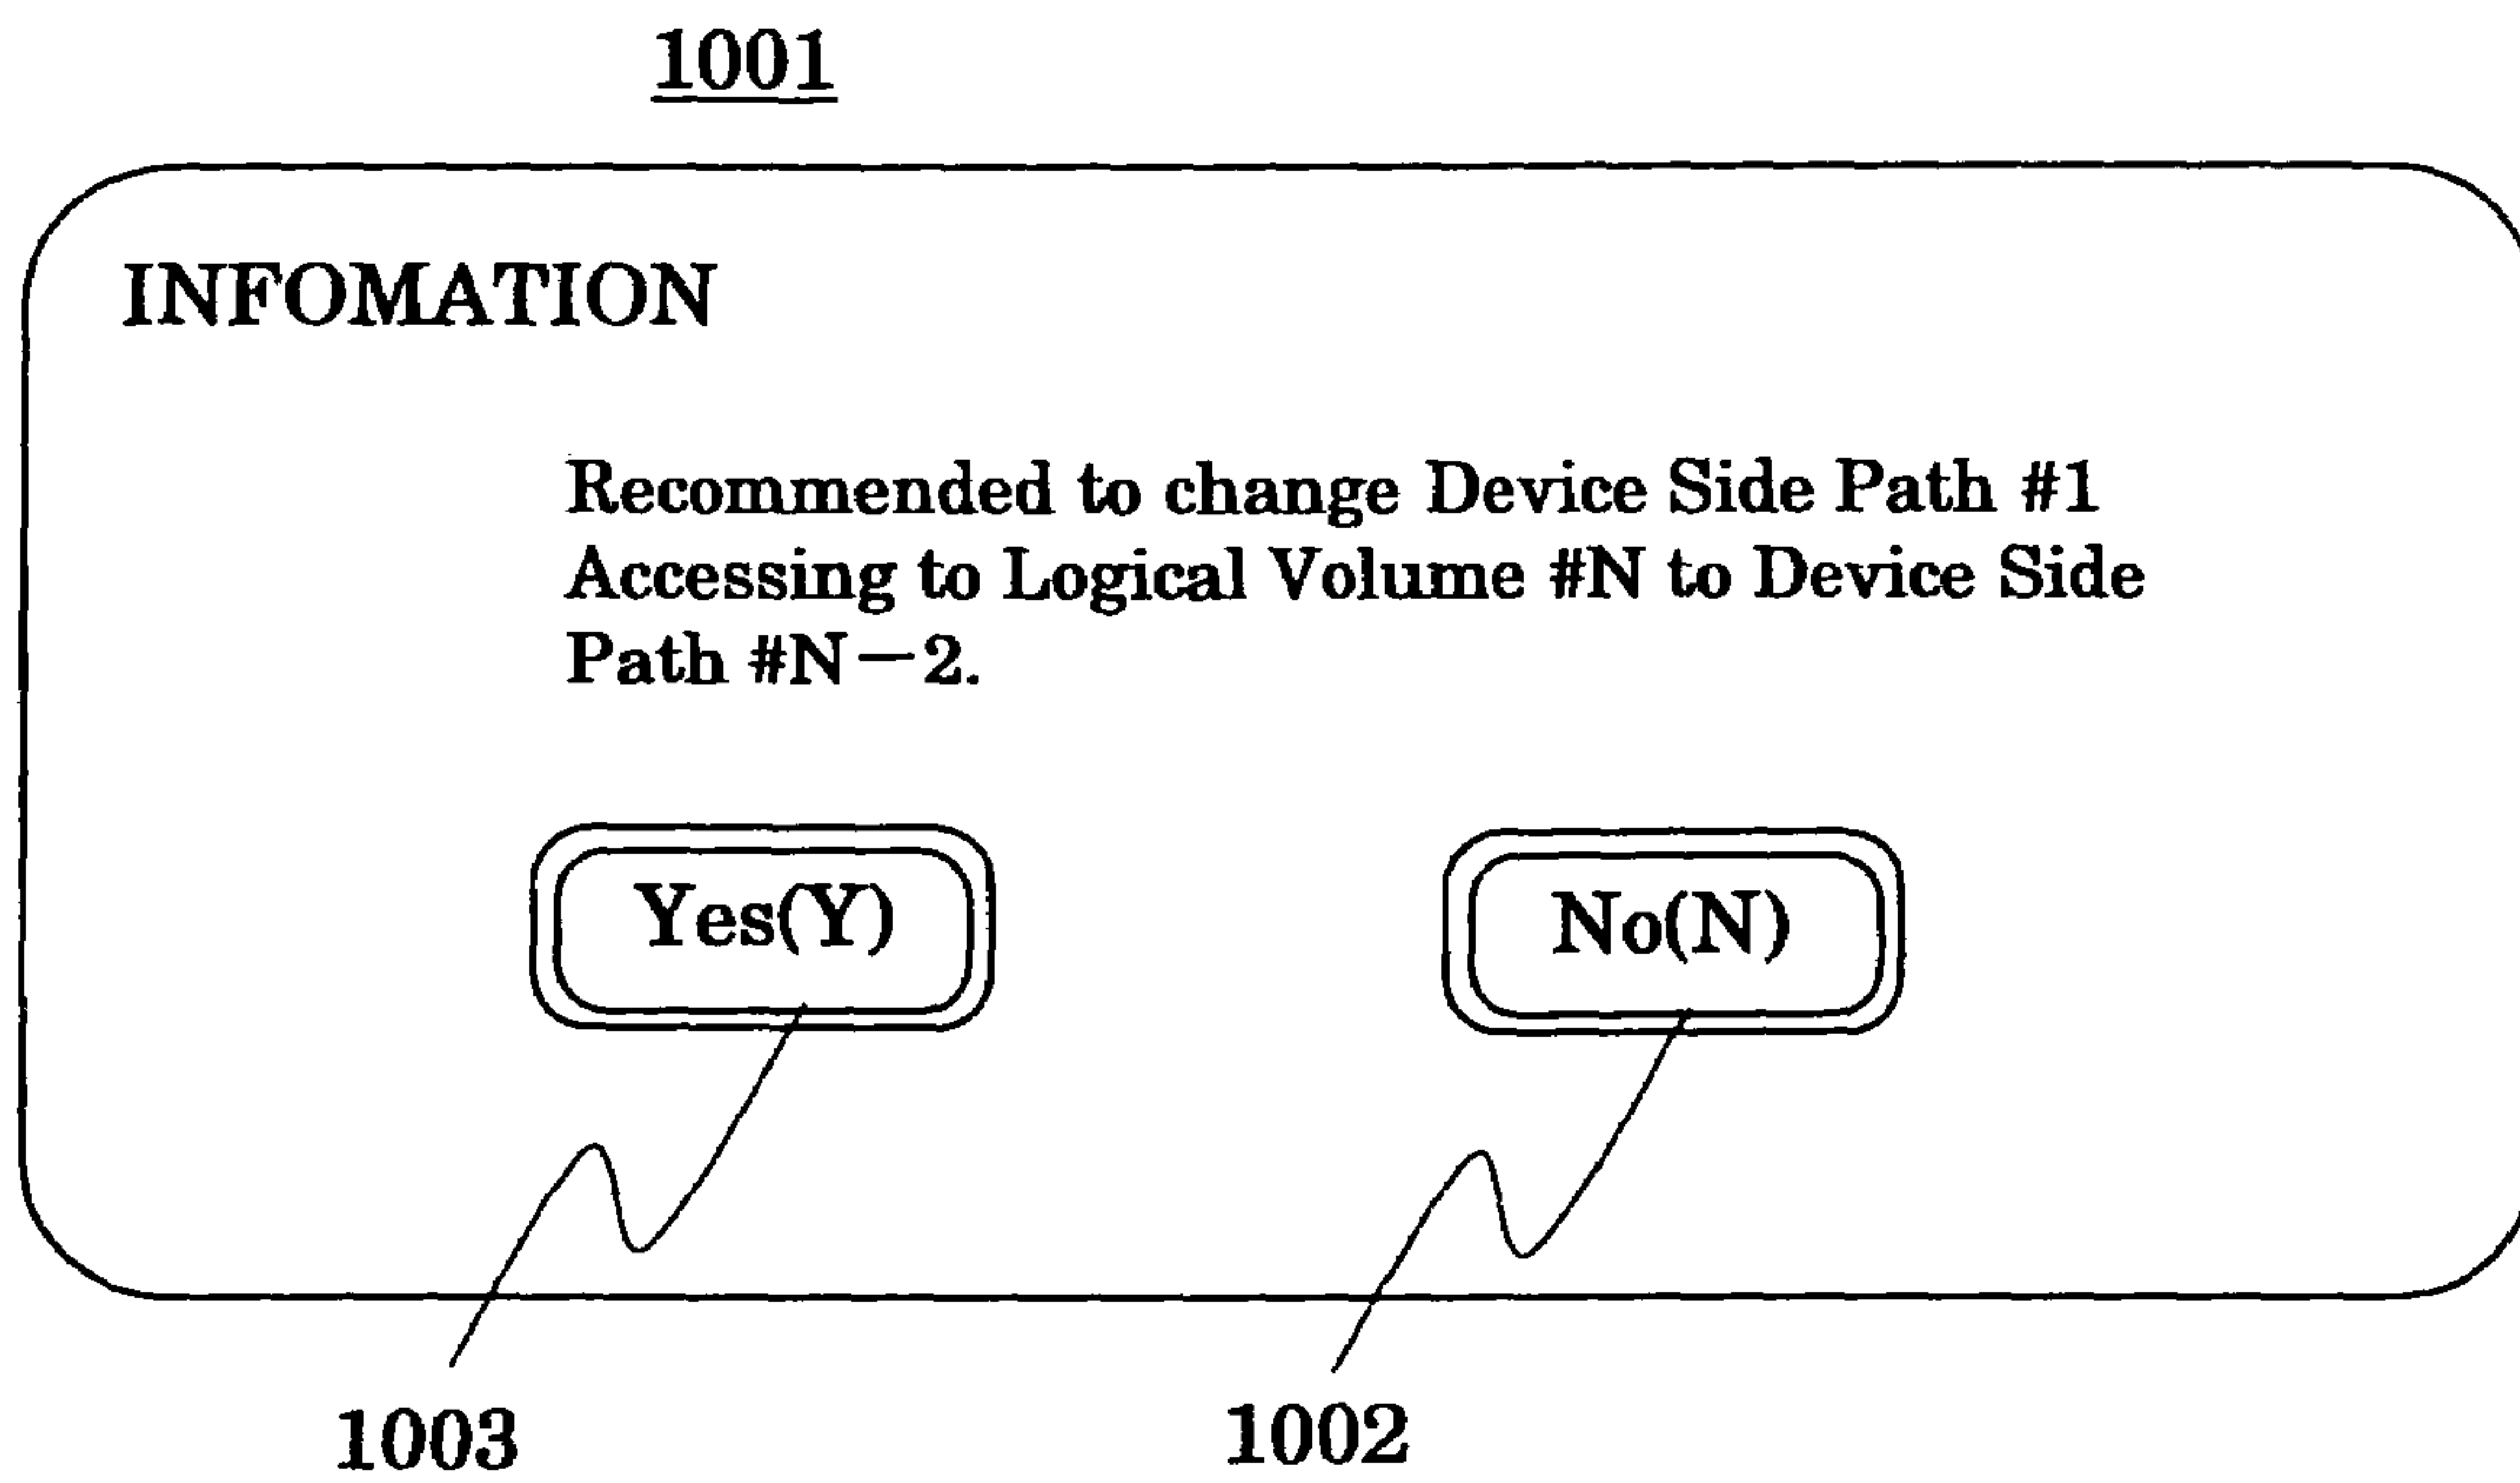 1001
INFOMATION
Recommended to change Device Side Path #1
Accessing to Logical Volume #N to Device Side
Path #N—2.
Yes(Y)
No(N)
1003
1002